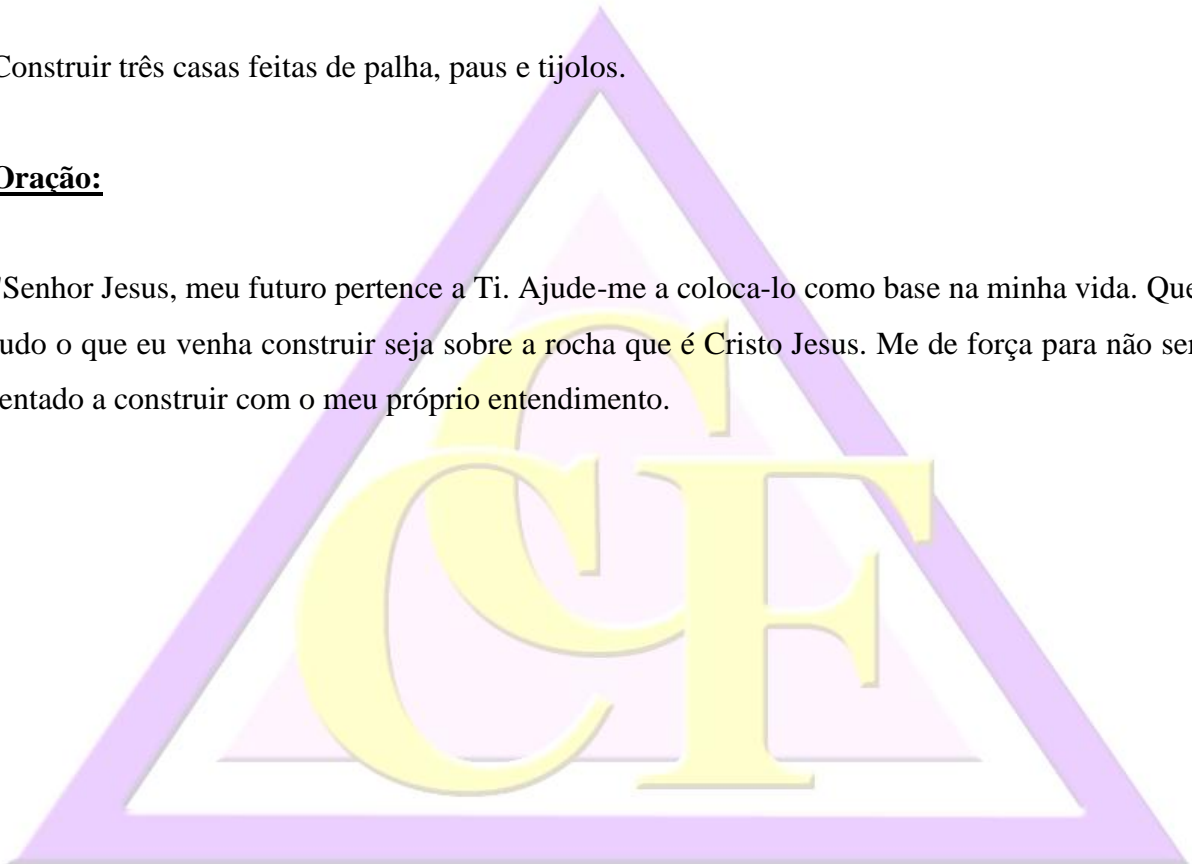 Construir três casas feitas de palha, paus e tijolos.
Oração:
"Senhor Jesus, meu futuro pertence a Ti. Ajude-me a coloca-lo como base na minha vida. Que
tudo o que eu venha construir seja sobre a rocha que é Cristo Jesus. Me de força para não ser
tentado a construir com o meu próprio entendimento.
CCF